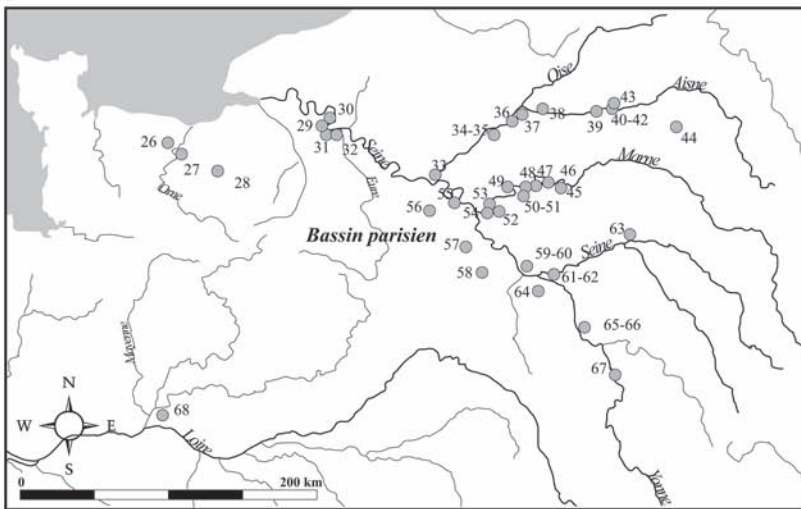 Oise
Aisne
43
36
38
30
39
40-42
29
34-35
37
44
26
31
32
Seine
Marne
27
33
49
48
47
46
28
Orne
Eure
45
53
50-51
55
56
54
52
Bassin parisien
63
57
59-60
Seine
58
61-62
64
Mayenne
65-66
67
N
68
W
E
Loire
S
0
200 km
Yonne